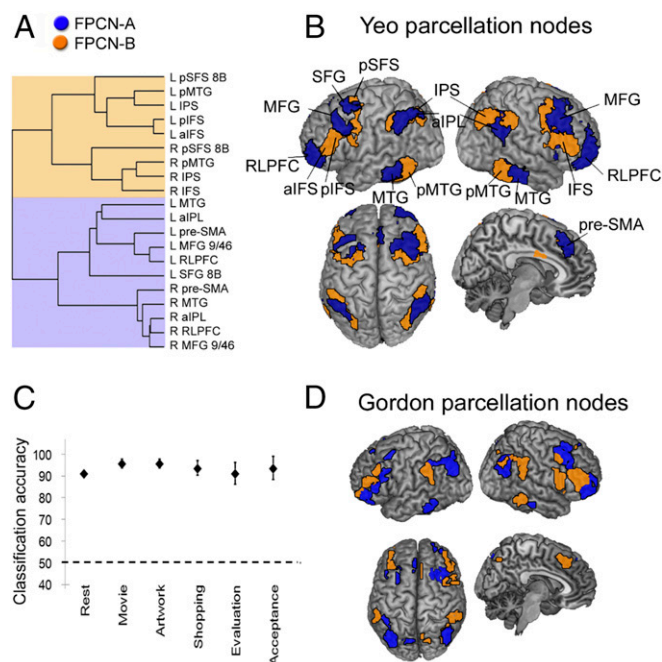 A
FPCN-A
FPCN-B
L pSFS 8B
L pMTG
L IPS
L pIFS
L aIFS
R pSFS 8B
R pMTG
R IPS
R IFS
L MTG
L aIPL
L pre-SMA
L MFG 9/46
L RLPFC
L SFG 8B
R pre-SMA
R MTG
R aIPL
R RLPFC
R MFG 9/46
B Yeo parcellation nodes
pSFS
SFG
IPS
MFG
MFG
aIPL
RLPFC
RLPFC
aIFS
pIFS
MTG
pMTG
pMTG
MTG
IFS
pre-SMA
C
Classification accuracy
100
90
80
70
60
50
40
Rest
Movie
Artwork
Shopping
Evaluation
Acceptance
D Gordon parcellation nodes